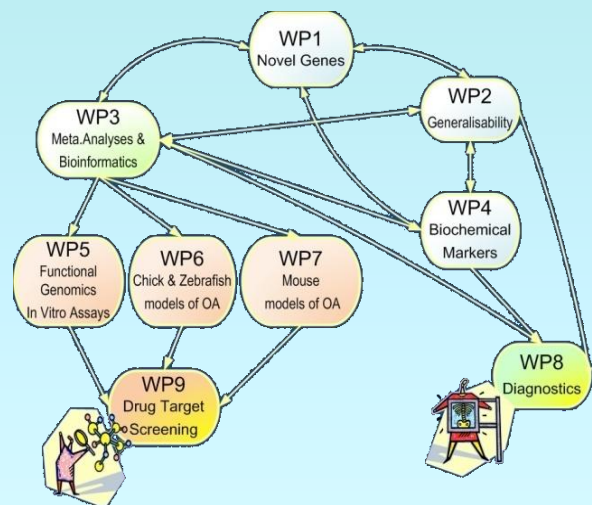 WP1
Novel Genes
WP2
Generalisability
WP3
Meta.Analyses &
Bioinformatics
WP4
Biochemical
Markers
WP5
Functional
Genomics
In Vitro Assays
WP6
Chick & Zebrafish
models of OA
WP7
Mouse
models of OA
WP8
Diagnostics
WP9
Drug Target
Screening